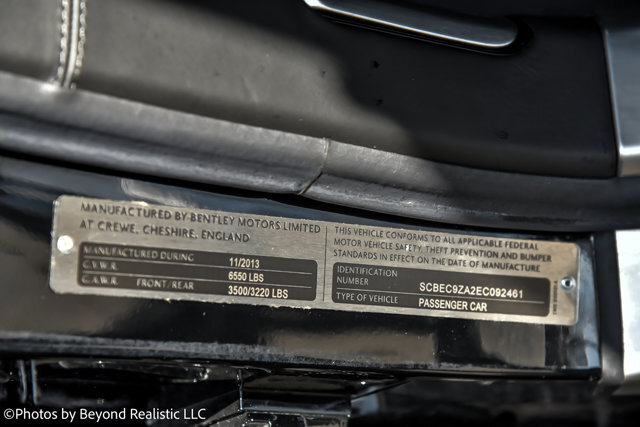 MANUFACTURED BY BENTLEY MOTORS LIMITED
AT CREWE, CHESHIRE, ENGLAND
MANUFACTURED DURING 11/2013
G.V.W.R. 6550 LBS
G.A.W.R. FRONT/REAR 3500/3220 LBS
THIS VEHICLE CONFORMS TO ALL APPLICABLE FEDERAL
MOTOR VEHICLE SAFETY, THEFT PREVENTION AND BUMPER
STANDARDS IN EFFECT ON THE DATE OF MANUFACTURE
IDENTIFICATION
NUMBER SCBEC9ZA2EC092461
TYPE OF VEHICLE PASSENGER CAR
©Photos by Beyond Realistic LLC